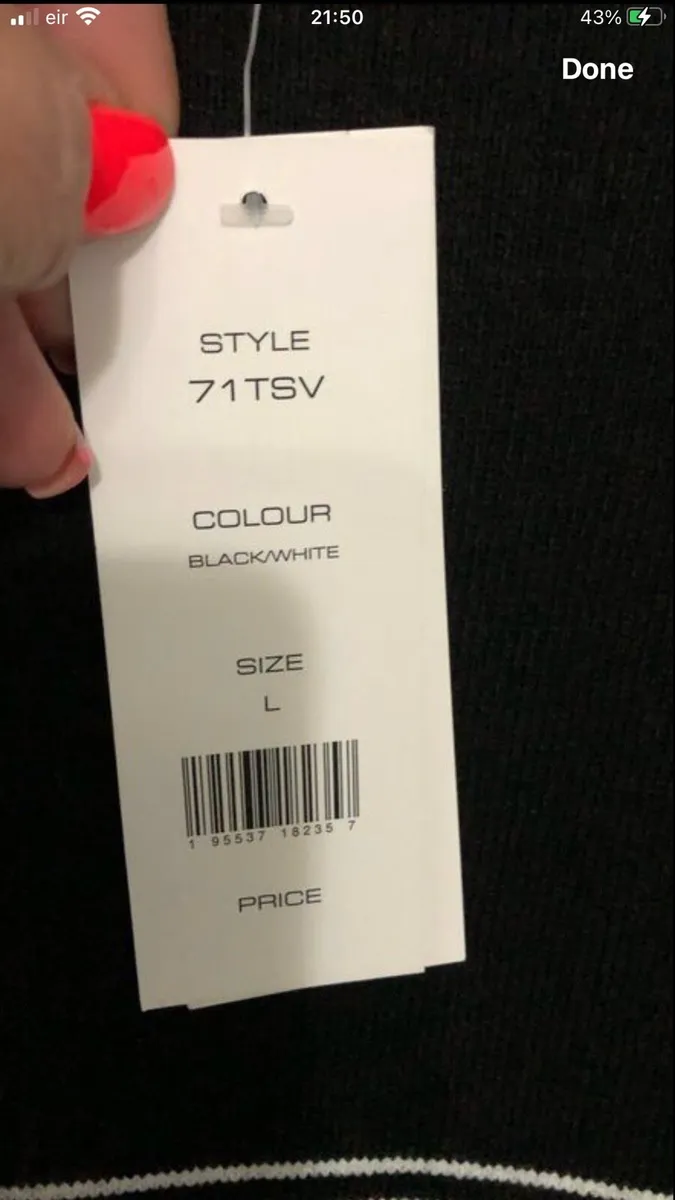 eir 21:50 43%
Done
STYLE
71TSV
COLOUR
BLACK/WHITE
SIZE
L
1 95537 18235 7
PRICE